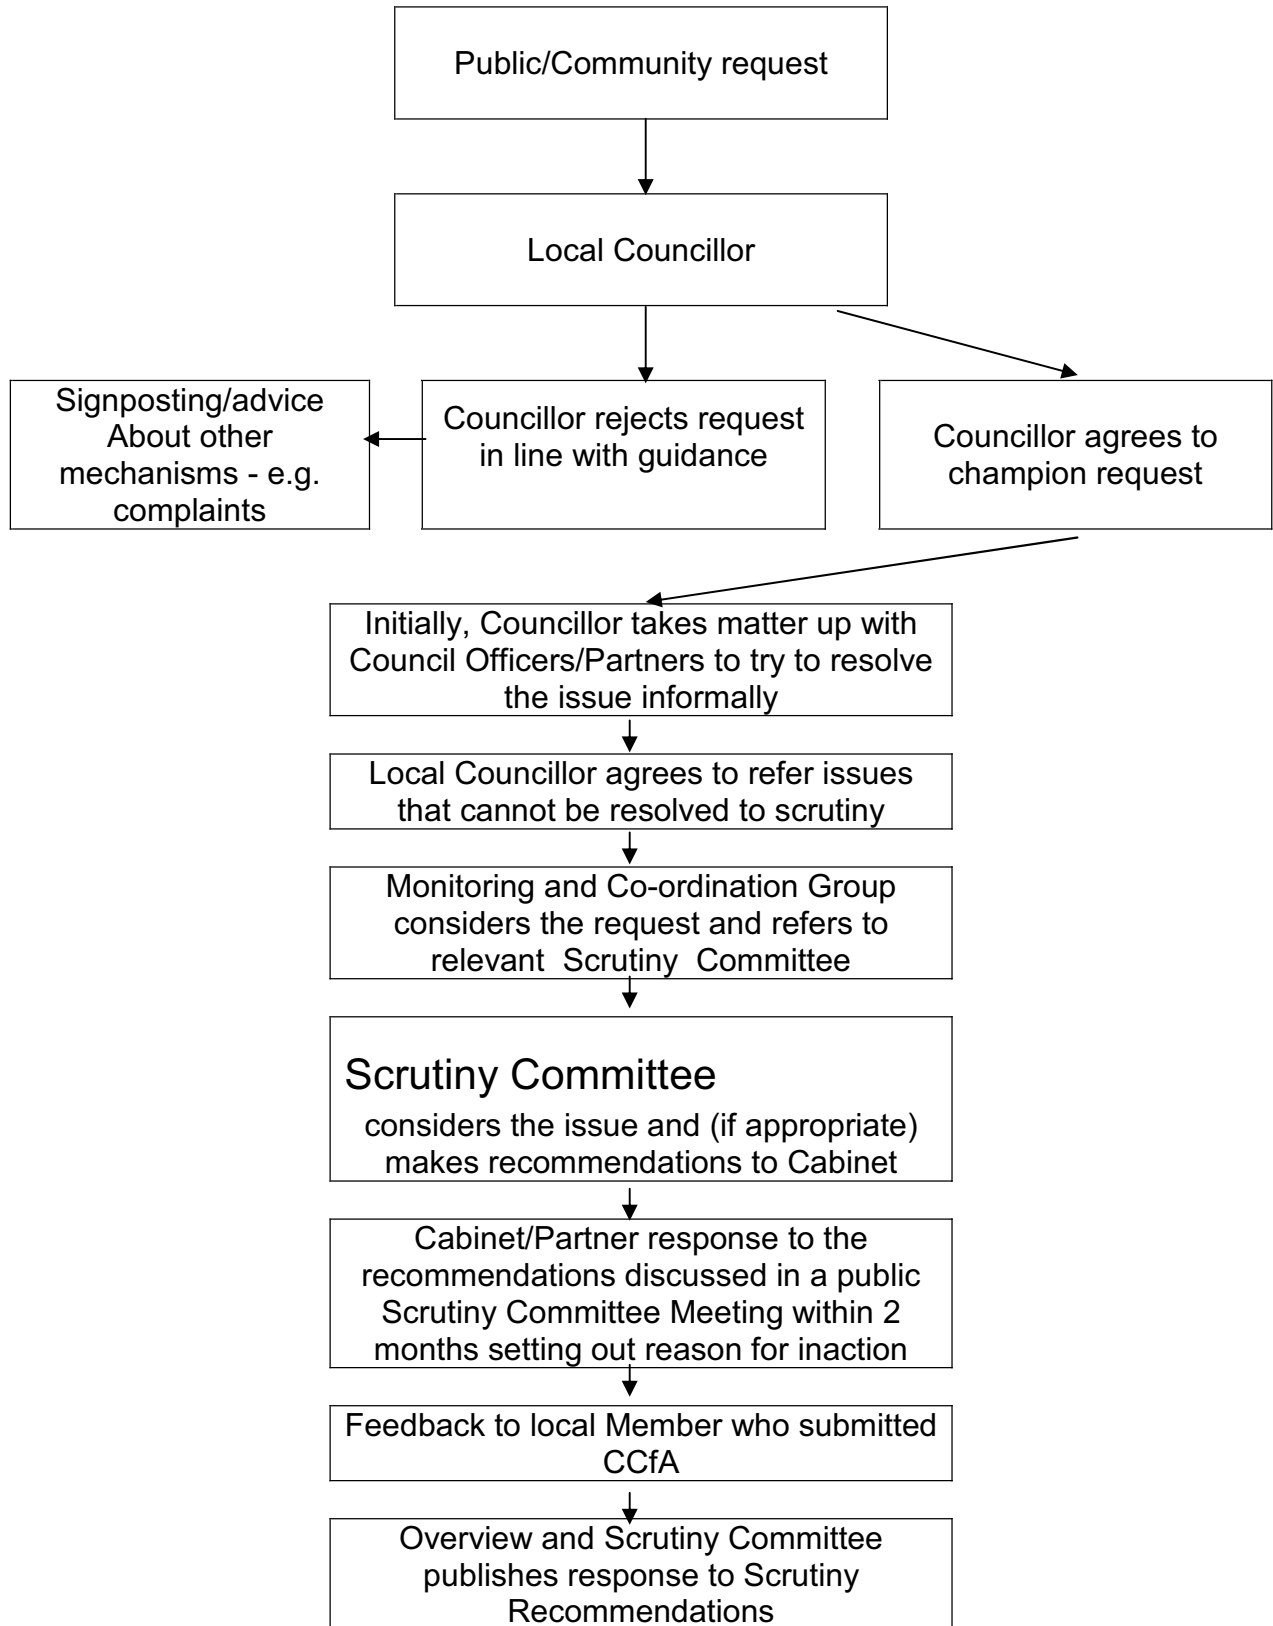 Public/Community request
Local Councillor
Signposting/advice
About other
mechanisms - e.g.
complaints
Councillor rejects request
in line with guidance
Councillor agrees to
champion request
Initially, Councillor takes matter up with
Council Officers/Partners to try to resolve
the issue informally
Local Councillor agrees to refer issues
that cannot be resolved to scrutiny
Monitoring and Co-ordination Group
considers the request and refers to
relevant Scrutiny Committee
Scrutiny Committee
considers the issue and (if appropriate)
makes recommendations to Cabinet
Cabinet/Partner response to the
recommendations discussed in a public
Scrutiny Committee Meeting within 2
months setting out reason for inaction
Feedback to local Member who submitted
CCfA
Overview and Scrutiny Committee
publishes response to Scrutiny
Recommendations